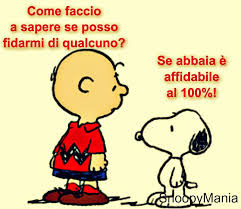 Come faccio
a sapere se posso
fidarmi di qualcuno?
Se abbaia è
affidabile
al 100%!
SnoopyMania